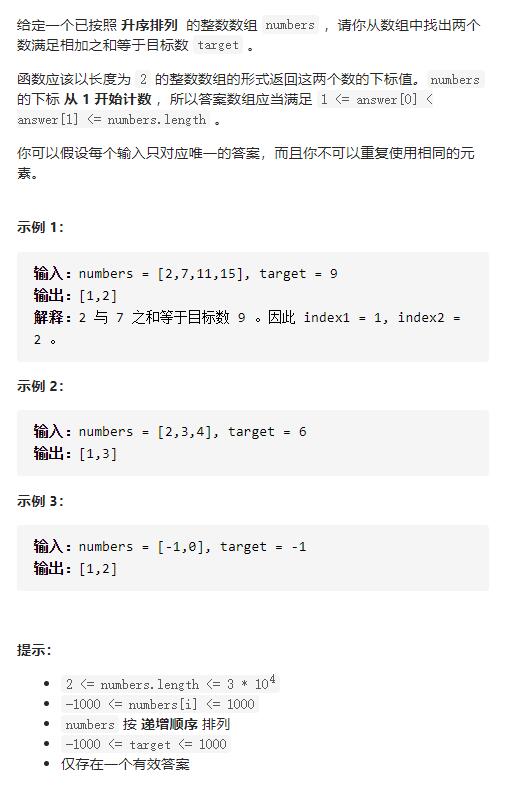 给定一个已按照 升序排列  的整数数组 numbers ，请你从数组中找出两个
数满足相加之和等于目标数 target 。
函数应该以长度为 2 的整数数组的形式返回这两个数的下标值。numbers
的下标 从 1 开始计数 ，所以答案数组应当满足 1 <= answer[0] <
answer[1] <= numbers.length 。
你可以假设每个输入只对应唯一的答案，而且你不可以重复使用相同的元
素。
示例 1：
输入：numbers = [2,7,11,15], target = 9
输出：[1,2]
解释：2 与 7 之和等于目标数 9 。因此 index1 = 1, index2 =
2 。
示例 2：
输入：numbers = [2,3,4], target = 6
输出：[1,3]
示例 3：
输入：numbers = [-1,0], target = -1
输出：[1,2]
提示：
• 2 <= numbers.length <= 3 * 10⁴
• -1000 <= numbers[i] <= 1000
• numbers 按 递增顺序 排列
• -1000 <= target <= 1000
• 仅存在一个有效答案